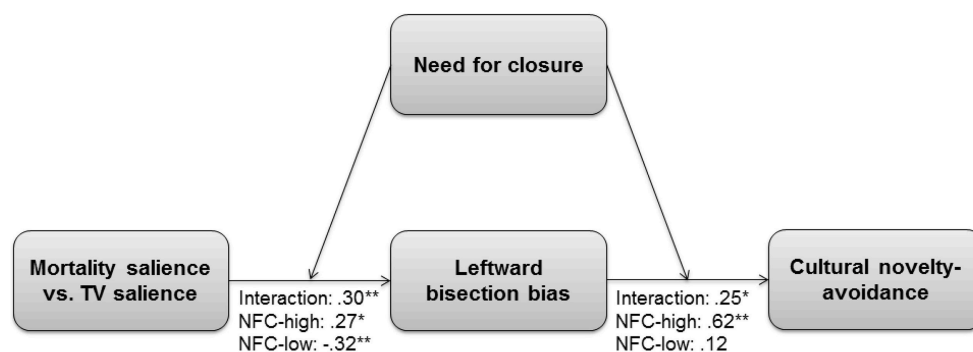 Need for closure
Mortality salience
vs. TV salience
Interaction: .30**
NFC-high: .27*
NFC-low: -.32**
Leftward
bisection bias
Interaction: .25*
NFC-high: .62**
NFC-low: .12
Cultural novelty-
avoidance